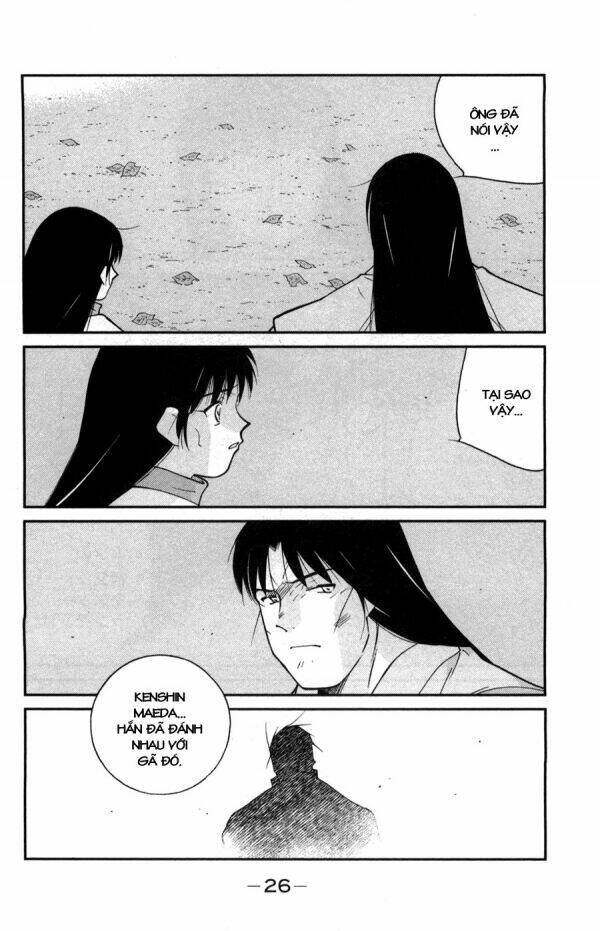 ÔNG ĐÃ
NÓI VẬY
...
TẠI SAO
VẬY...
KENSHIN
MAEDA...
HẮN ĐÃ ĐÁNH
NHAU VỚI
GÃ ĐÓ.
-26-